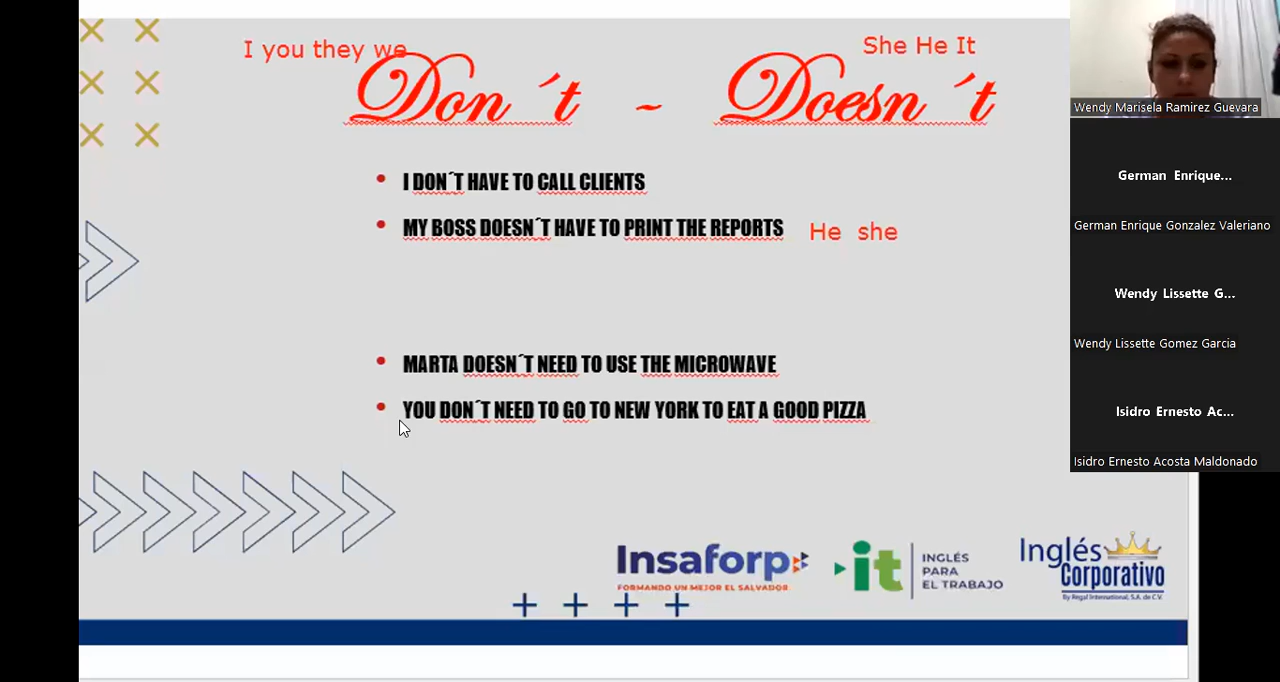 I you they we
She He It
Don ´t ~ Doesn ´t
• I DON´T HAVE TO CALL CLIENTS
• MY BOSS DOESN´T HAVE TO PRINT THE REPORTS
He she
• MARTA DOESN´T NEED TO USE THE MICROWAVE
• YOU DON´T NEED TO GO TO NEW YORK TO EAT A GOOD PIZZA
Insaforp
FORMANDO UN MEJOR EL SALVADOR
it
INGLÉS
PARA
EL TRABAJO
Inglés
Corporativo
By Regal International, S.A. de C.V.
Wendy Marisela Ramirez Guevara
German Enrique...
German Enrique Gonzalez Valeriano
Wendy Lissette G...
Wendy Lissette Gomez Garcia
Isidro Ernesto Ac...
Isidro Ernesto Acosta Maldonado